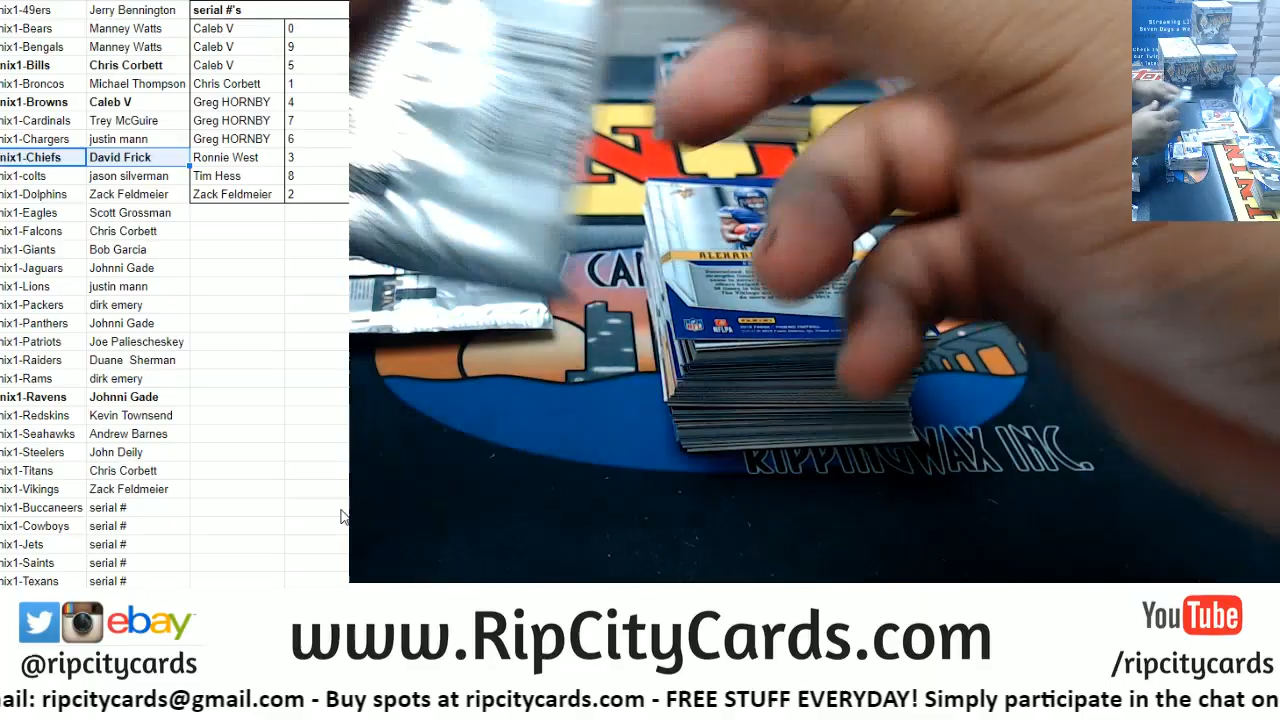 nix1-49ers Jerry Bennington serial #'s
nix1-Bears Manney Watts Caleb V 0
nix1-Bengals Manney Watts Caleb V 9
nix1-Bills Chris Corbett Caleb V 5
nix1-Broncos Michael Thompson Chris Corbett 1
nix1-Browns Caleb V Greg HORNBY 4
nix1-Cardinals Trey McGuire Greg HORNBY 7
nix1-Chargers justin mann Greg HORNBY 6
nix1-Chiefs David Frick Ronnie West 3
nix1-colts jason silverman Tim Hess 8
nix1-Dolphins Zack Feldmeier Zack Feldmeier 2
nix1-Eagles Scott Grossman
nix1-Falcons Chris Corbett
nix1-Giants Bob Garcia
nix1-Jaguars Johnni Gade
nix1-Lions justin mann
nix1-Packers dirk emery
nix1-Panthers Johnni Gade
nix1-Patriots Joe Paliescheskey
nix1-Raiders Duane Sherman
nix1-Rams dirk emery
nix1-Ravens Johnni Gade
nix1-Redskins Kevin Townsend
nix1-Seahawks Andrew Barnes
nix1-Steelers John Deily
nix1-Titans Chris Corbett
nix1-Vikings Zack Feldmeier
nix1-Buccaneers serial #
nix1-Cowboys serial #
nix1-Jets serial #
nix1-Saints serial #
nix1-Texans serial #
Streaming LI
Seven Days a We
NFL
NFLPA
PANINI
RIPPINGWAX INC.
ebay
@ripcitycards
www.RipCityCards.com
YouTube
/ripcitycards
ail: ripcitycards@gmail.com - Buy spots at ripcitycards.com - FREE STUFF EVERYDAY! Simply participate in the chat on